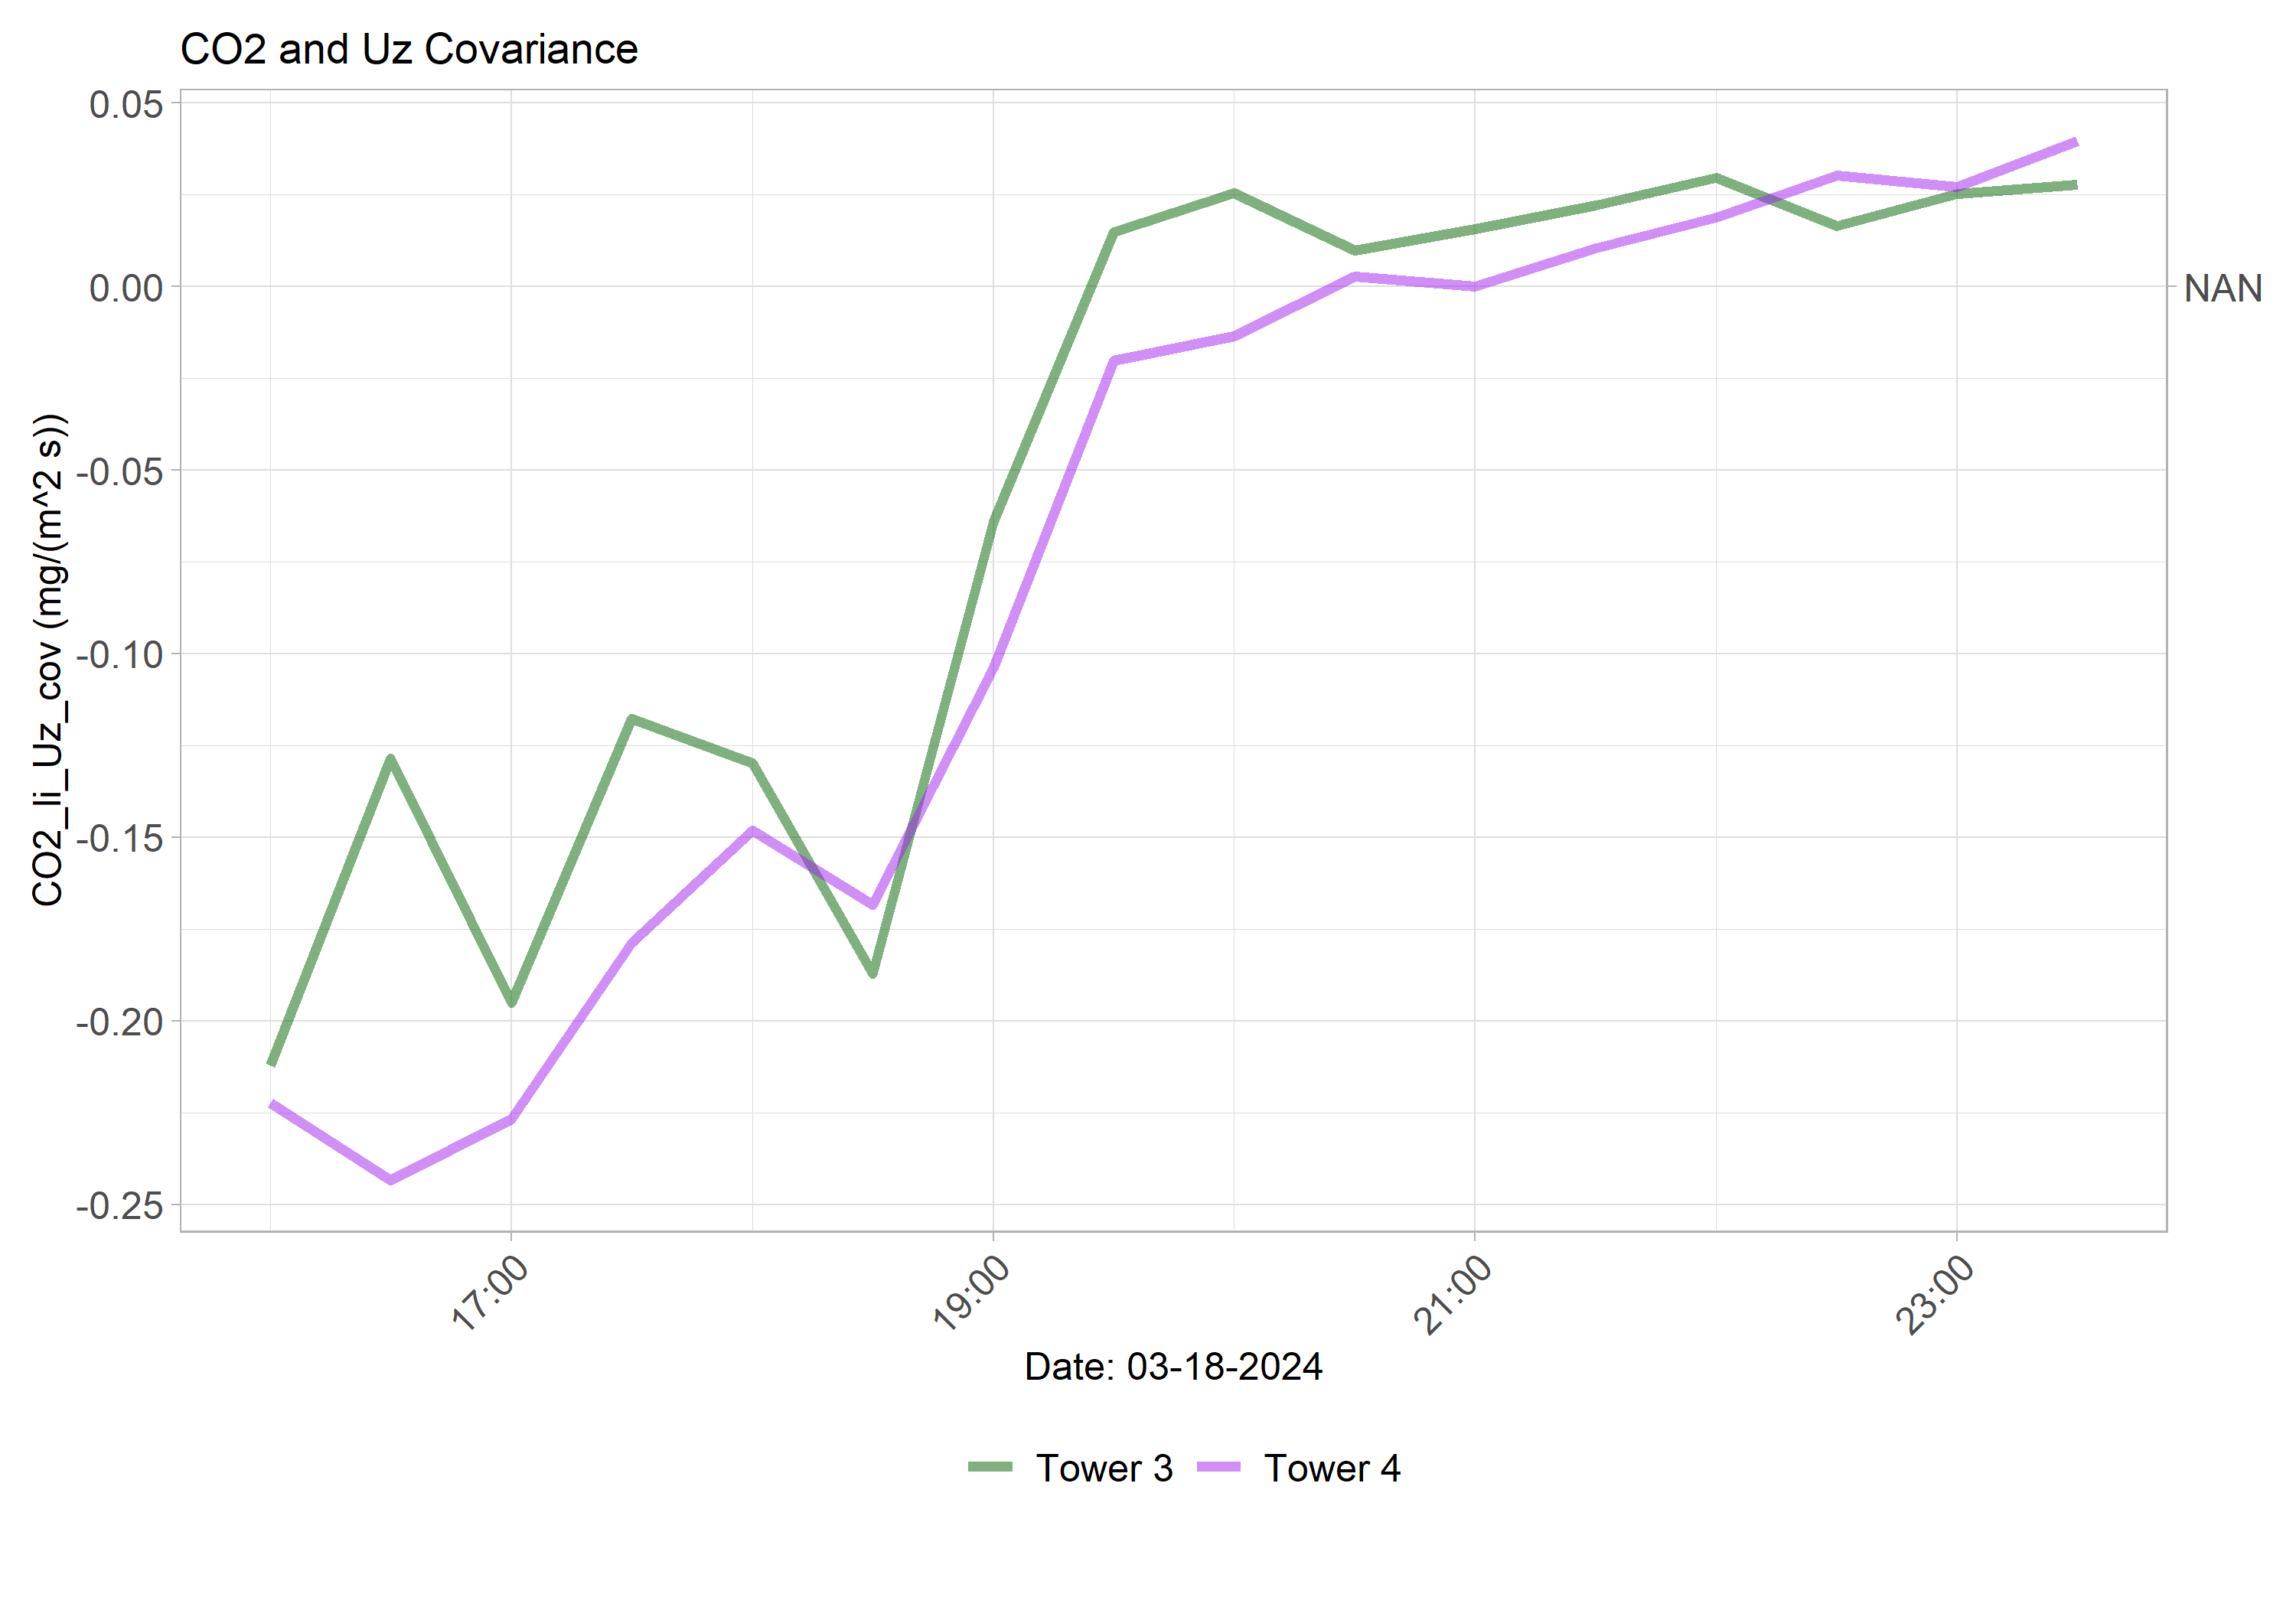 CO2 and Uz Covariance
CO2_li_Uz_cov (mg/(m^2 s))
0.05
0.00
-0.05
-0.10
-0.15
-0.20
-0.25
NAN
17:00
19:00
21:00
23:00
Date: 03-18-2024
Tower 3
Tower 4